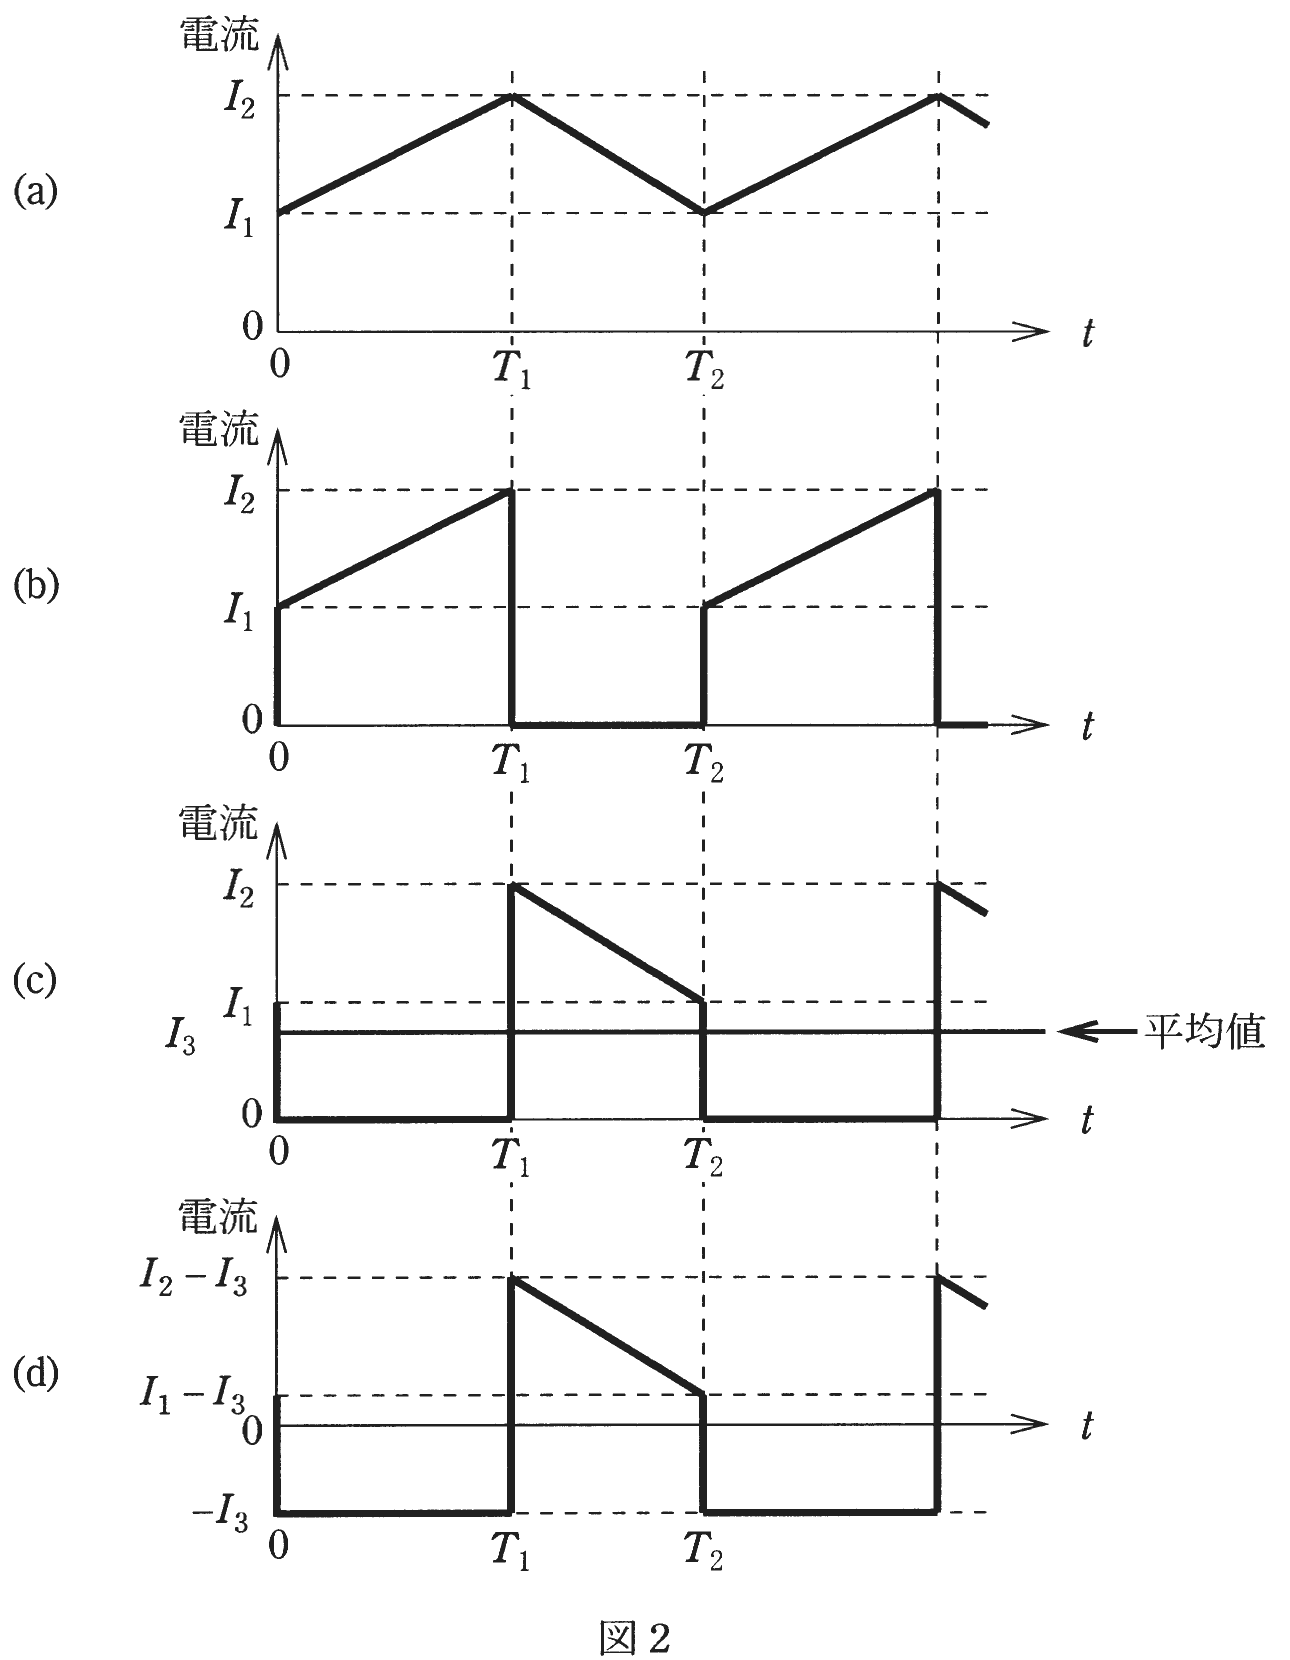 電流
I₂
(a)
I₁
0
0 T₁ T₂ t
電流
I₂
(b)
I₁
0
0 T₁ T₂ t
電流
I₂
(c)
I₁
I₃ 平均値
0
0 T₁ T₂ t
電流
I₂－I₃
(d)
I₁－I₃
0 t
－I₃
0 T₁ T₂
図 2